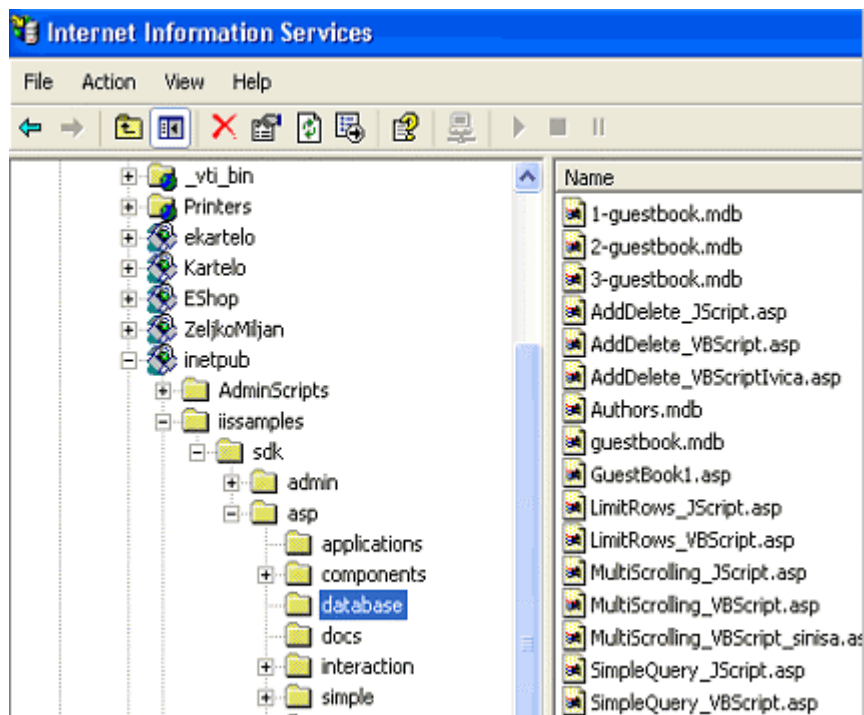 Internet Information Services
File Action View Help
_vti_bin
Printers
ekartelo
Kartelo
EShop
ZeljkoMiljan
inetpub
AdminScripts
iissamples
sdk
admin
asp
applications
components
database
docs
interaction
simple
Name
1-guestbook.mdb
2-guestbook.mdb
3-guestbook.mdb
AddDelete_JScript.asp
AddDelete_VBScript.asp
AddDelete_VBScriptIvica.asp
Authors.mdb
guestbook.mdb
GuestBook1.asp
LimitRows_JScript.asp
LimitRows_VBScript.asp
MultiScrolling_JScript.asp
MultiScrolling_VBScript.asp
MultiScrolling_VBScript_sinisa.as
SimpleQuery_JScript.asp
SimpleQuery_VBScript.asp